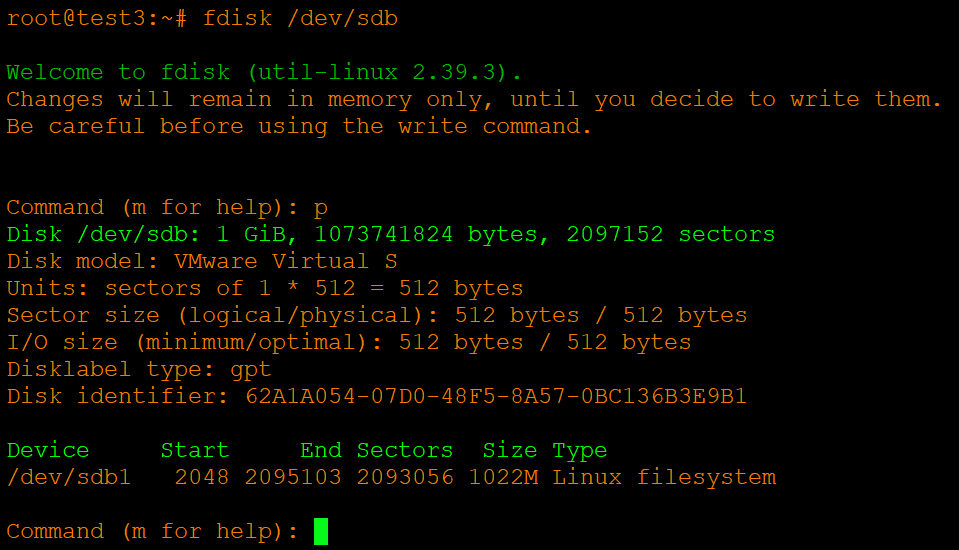 root@test3:~# fdisk /dev/sdb
Welcome to fdisk (util-linux 2.39.3).
Changes will remain in memory only, until you decide to write them.
Be careful before using the write command.
Command (m for help): p
Disk /dev/sdb: 1 GiB, 1073741824 bytes, 2097152 sectors
Disk model: VMware Virtual S
Units: sectors of 1 * 512 = 512 bytes
Sector size (logical/physical): 512 bytes / 512 bytes
I/O size (minimum/optimal): 512 bytes / 512 bytes
Disklabel type: gpt
Disk identifier: 62A1A054-07D0-48F5-8A57-0BC136B3E9B1
Device     Start     End Sectors  Size Type
/dev/sdb1   2048 2095103 2093056 1022M Linux filesystem
Command (m for help):